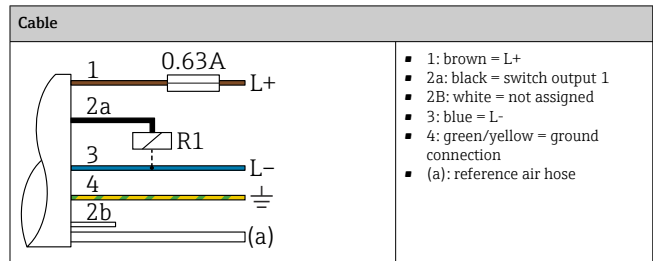 Cable
1
0.63A
L+
2a
R1
3
L−
4
2b
(a)
▪ 1: brown = L+
▪ 2a: black = switch output 1
▪ 2B: white = not assigned
▪ 3: blue = L-
▪ 4: green/yellow = ground
connection
▪ (a): reference air hose